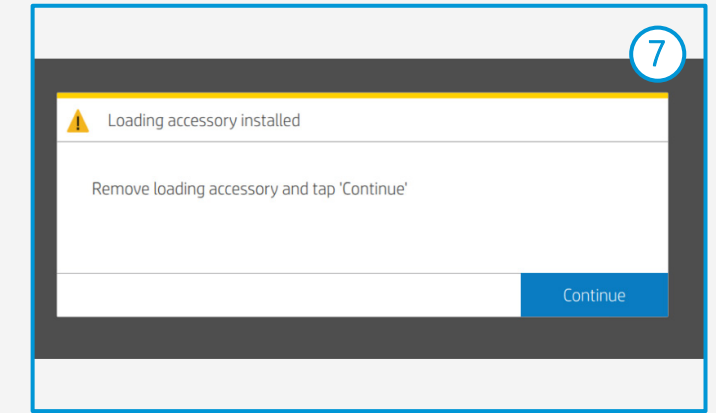 7
Loading accessory installed
Remove loading accessory and tap 'Continue'
Continue